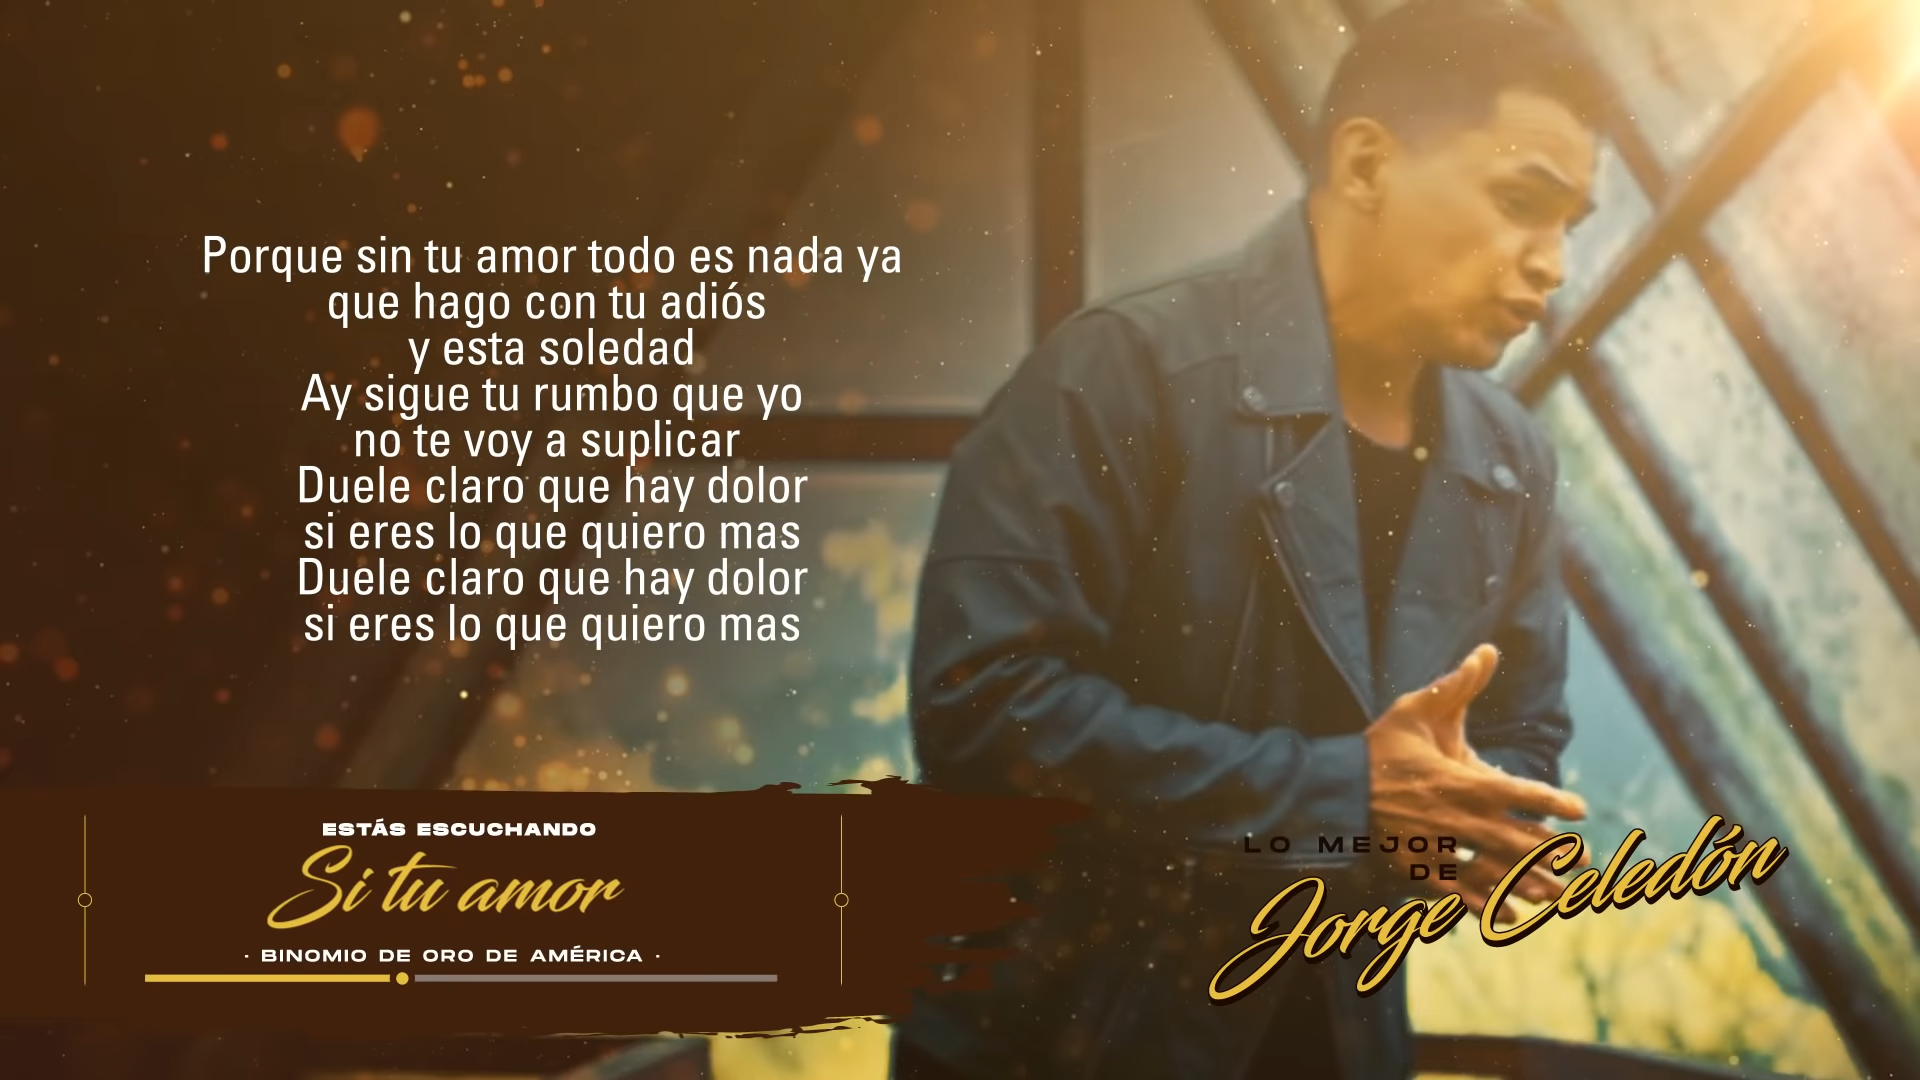 Porque sin tu amor todo es nada ya
que hago con tu adiós
y esta soledad
Ay sigue tu rumbo que yo
no te voy a suplicar
Duele claro que hay dolor
si eres lo que quiero mas
Duele claro que hay dolor
si eres lo que quiero mas
ESTÁS ESCUCHANDO
Si tu amor
· BINOMIO DE ORO DE AMÉRICA ·
LO MEJOR
DE
Jorge Celedón